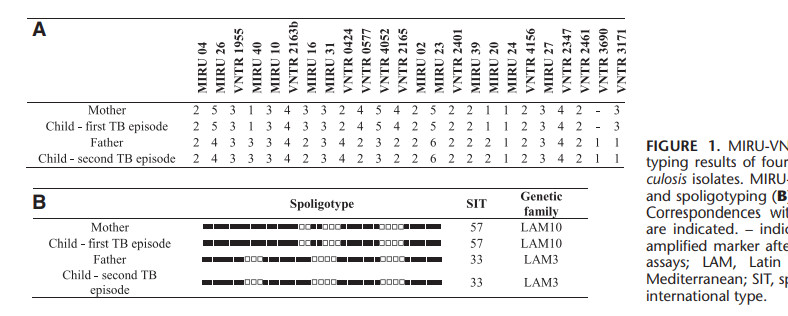 A
MIRU 04 MIRU 26 VNTR 1955 MIRU 40 MIRU 10 VNTR 2163b MIRU 16 MIRU 31 VNTR 0424 VNTR 0577 VNTR 4052 VNTR 2165 MIRU 02 MIRU 23 VNTR 2401 MIRU 39 MIRU 20 MIRU 24 VNTR 4156 MIRU 27 VNTR 2347 VNTR 2461 VNTR 3690 VNTR 3171
Mother 2 5 3 1 3 4 3 3 2 4 5 4 2 5 2 2 1 1 2 3 4 2 – 3
Child - first TB episode 2 5 3 1 3 4 3 3 2 4 5 4 2 5 2 2 1 1 2 3 4 2 – 3
Father 2 4 3 3 3 4 2 3 4 2 3 2 2 6 2 2 2 1 2 3 4 2 1 1
Child - second TB episode 2 4 3 3 3 4 2 3 4 2 3 2 2 6 2 2 2 1 2 3 4 2 1 1
B
Spoligotype SIT Genetic
family
Mother 57 LAM10
Child - first TB episode 57 LAM10
Father 33 LAM3
Child - second TB
episode 33 LAM3
FIGURE 1. MIRU-VN
typing results of four
culosis isolates. MIRU-
and spoligotyping (B)
Correspondences wit
are indicated. – indic
amplified marker afte
assays; LAM, Latin
Mediterranean; SIT, sp
international type.